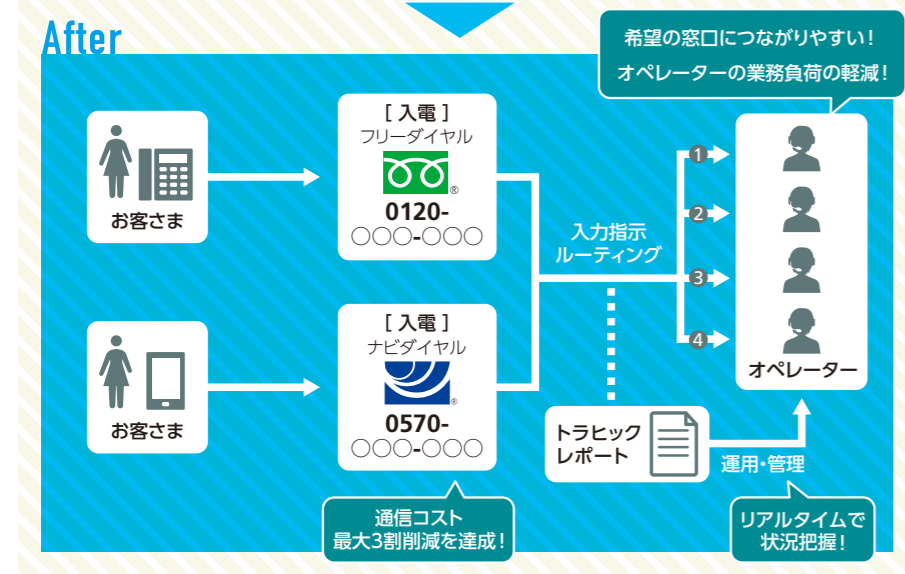 After
希望の窓口につながりやすい!
オペレーターの業務負荷の軽減!
お客さま
[ 入電 ]
フリーダイヤル
®
0120-
○○○-○○○
入力指示
ルーティング
1
2
3
4
オペレーター
お客さま
[ 入電 ]
ナビダイヤル
®
0570-
○○○-○○○
トラヒック
レポート
運用・管理
通信コスト
最大3割削減を達成!
リアルタイムで
状況把握!